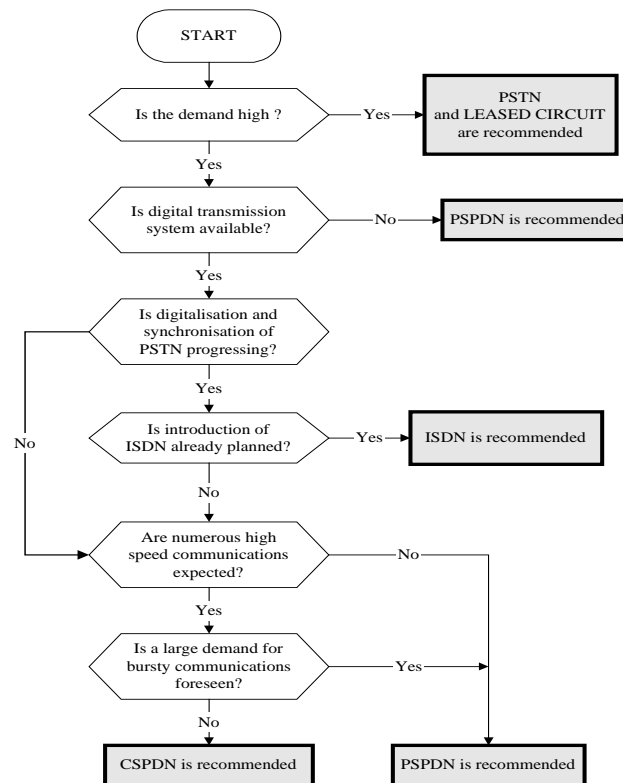 START
Is the demand high ?
Yes
PSTN
and LEASED CIRCUIT
are recommended
Yes
Is digital transmission
system available?
No
PSPDN is recommended
Yes
Is digitalisation and
synchronisation of
PSTN progressing?
Yes
No
Is introduction of
ISDN already planned?
Yes
ISDN is recommended
No
Are numerous high
speed communications
expected?
No
Yes
Is a large demand for
bursty communications
foreseen?
Yes
No
CSPDN is recommended
PSPDN is recommended